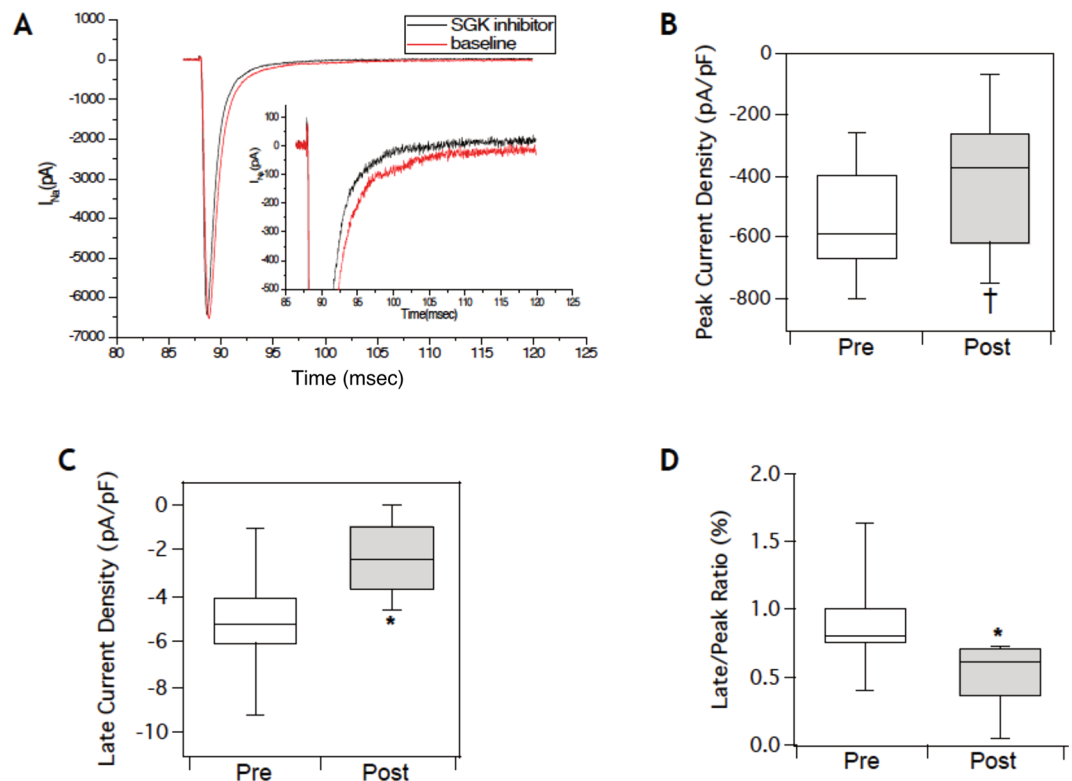 A
1000
0
-1000
-2000
-3000
-4000
-5000
-6000
-7000
I_Na(pA)
SGK inhibitor
baseline
100
0
-100
-200
-300
-400
-500
I_Na(pA)
85 90 95 100 105 110 115 120 125
Time(msec)
80 85 90 95 100 105 110 115 120 125
Time (msec)
B
0
-200
-400
-600
-800
Peak Current Density (pA/pF)
†
Pre Post
C
0
-2
-4
-6
-8
-10
Late Current Density (pA/pF)
*
Pre Post
D
2.0
1.5
1.0
0.5
0.0
Late/Peak Ratio (%)
*
Pre Post